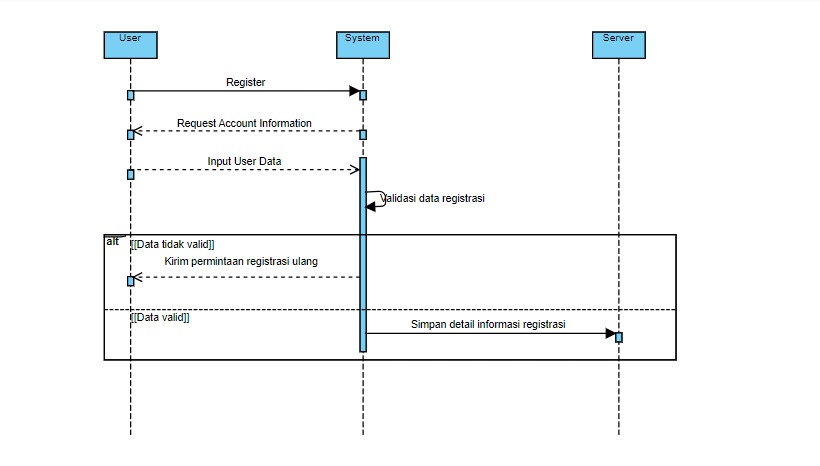 User
System
Server
Register
Request Account Information
Input User Data
Validasi data registrasi
alt
[[Data tidak valid]]
Kirim permintaan registrasi ulang
[[Data valid]]
Simpan detail informasi registrasi